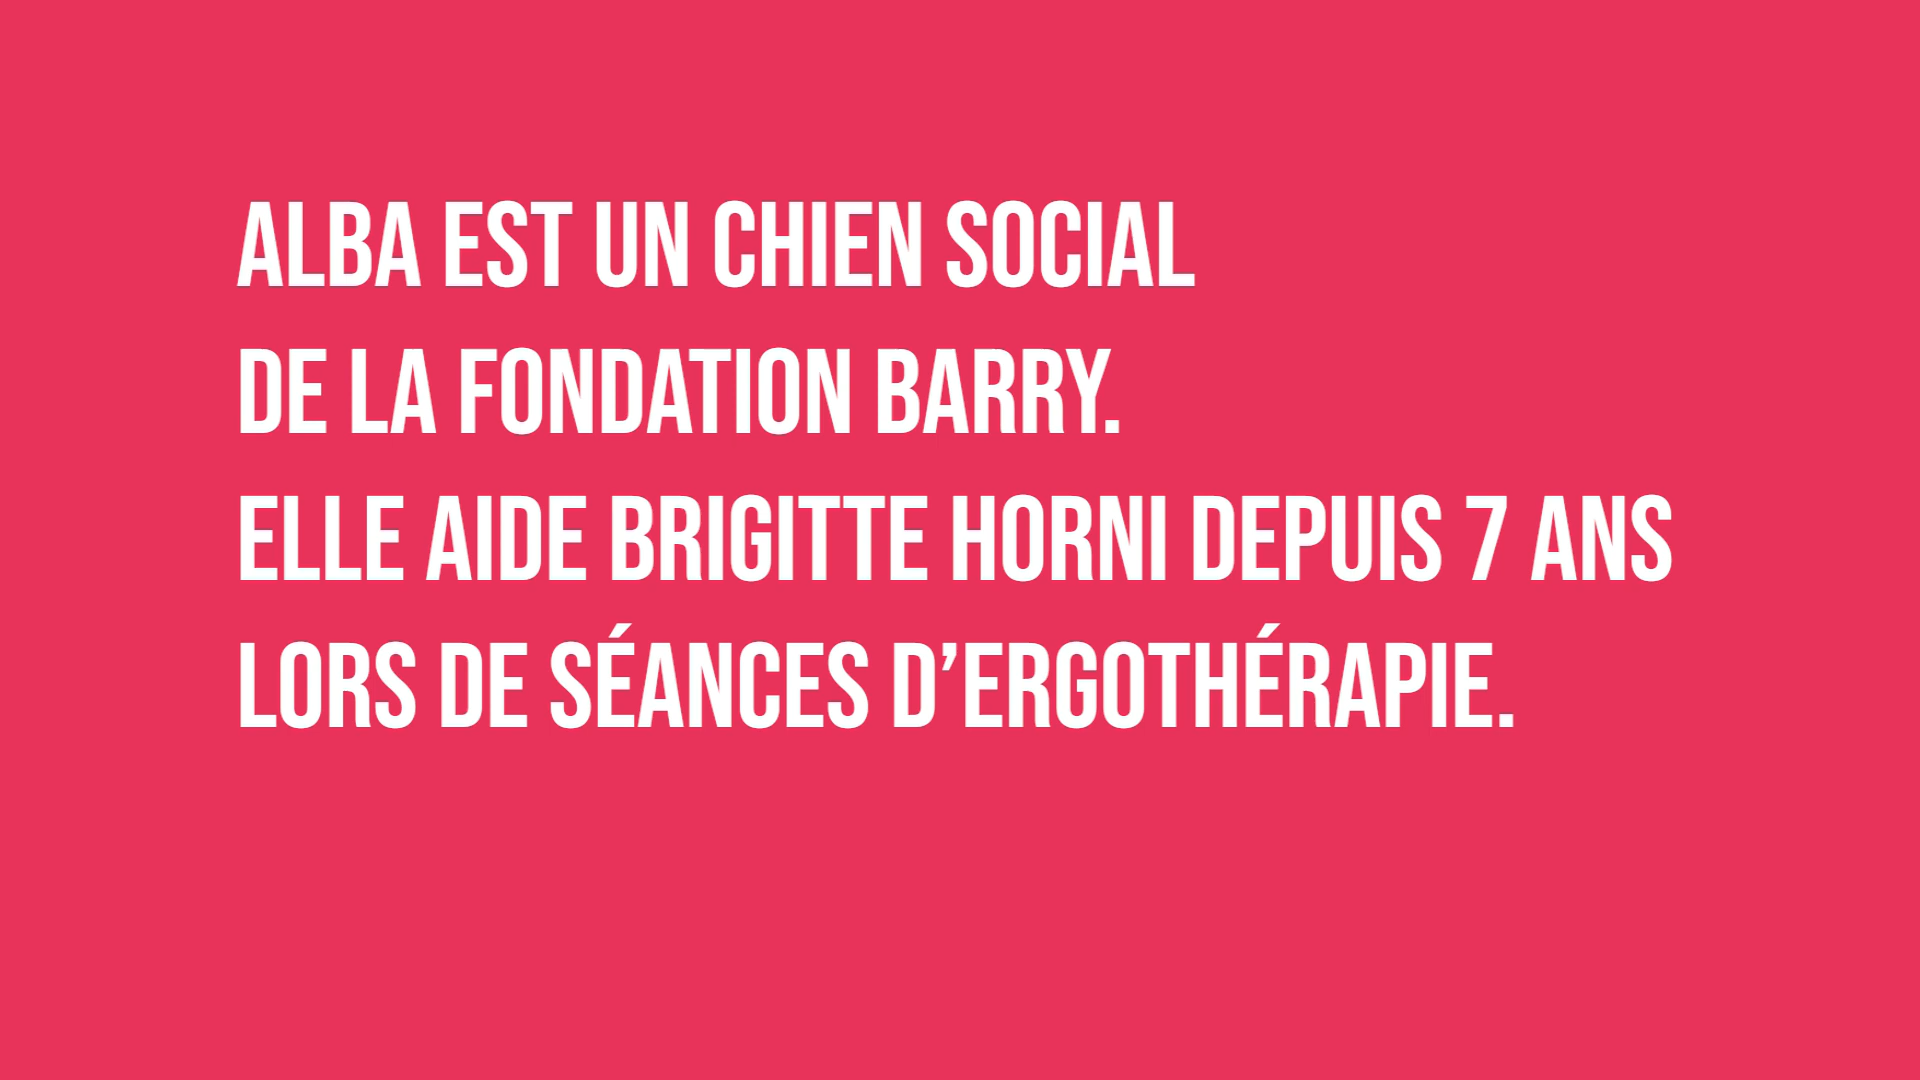 ALBA EST UN CHIEN SOCIAL
DE LA FONDATION BARRY.
ELLE AIDE BRIGITTE HORNI DEPUIS 7 ANS
LORS DE SÉANCES D’ERGOTHÉRAPIE.